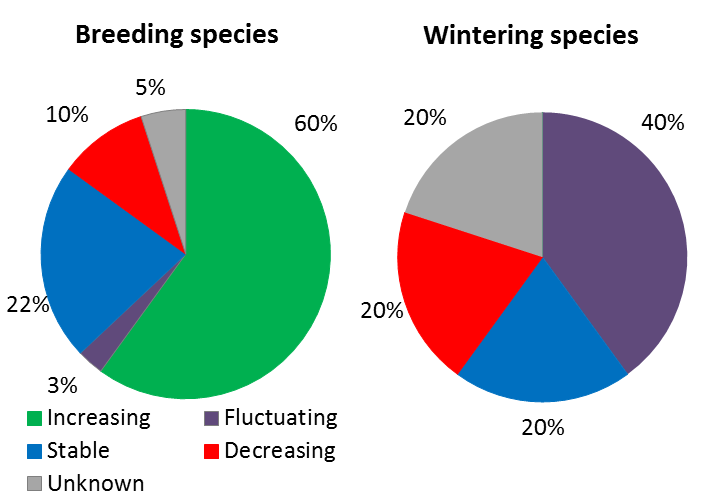 Breeding species
Wintering species
5%
10%
60%
22%
3%
20%
40%
20%
20%
Increasing
Fluctuating
Stable
Decreasing
Unknown